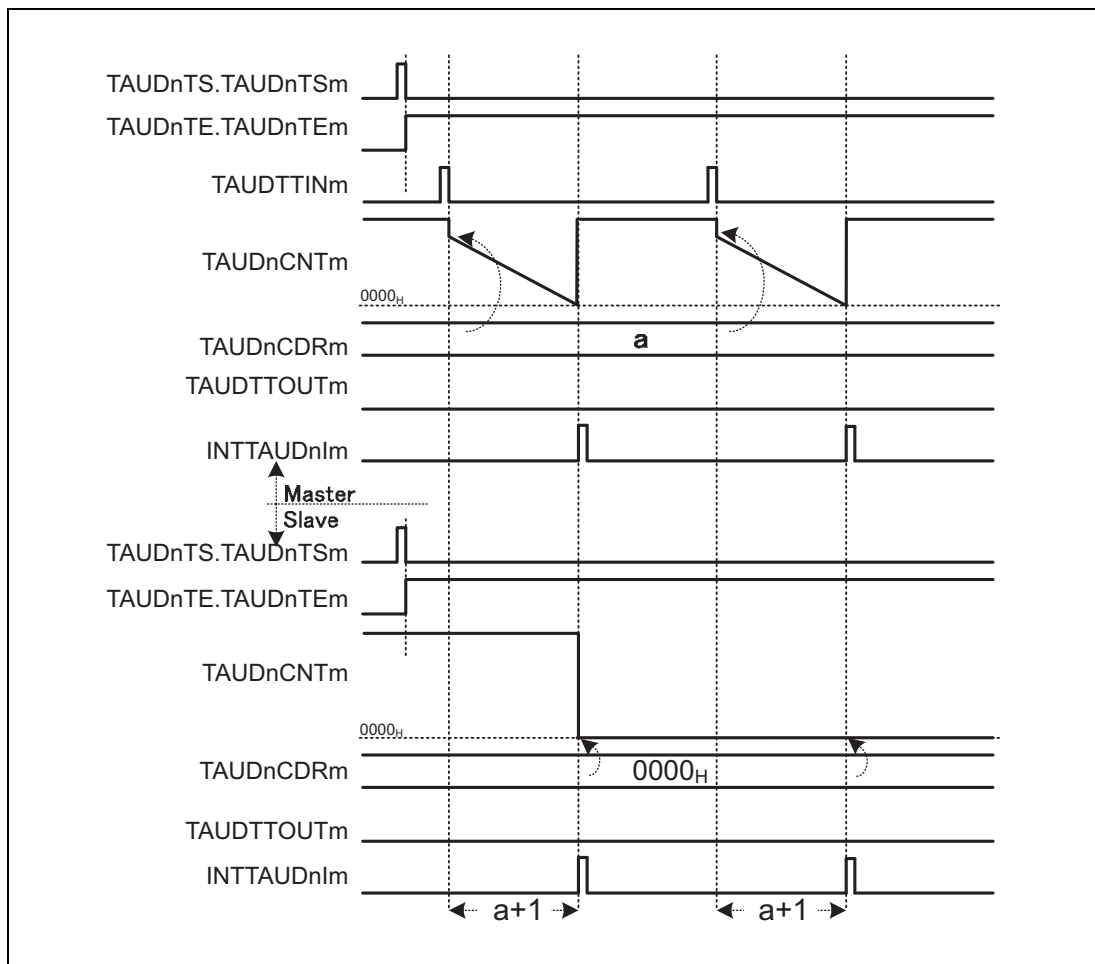 TAUDnTS.TAUDnTSm
TAUDnTE.TAUDnTEm
TAUDTTINm
TAUDnCNTm
0000H
TAUDnCDRm
a
TAUDTTOUTm
INTTAUDnIm
Master
Slave
TAUDnTS.TAUDnTSm
TAUDnTE.TAUDnTEm
TAUDnCNTm
0000H
TAUDnCDRm
0000H
TAUDTTOUTm
INTTAUDnIm
a+1
a+1